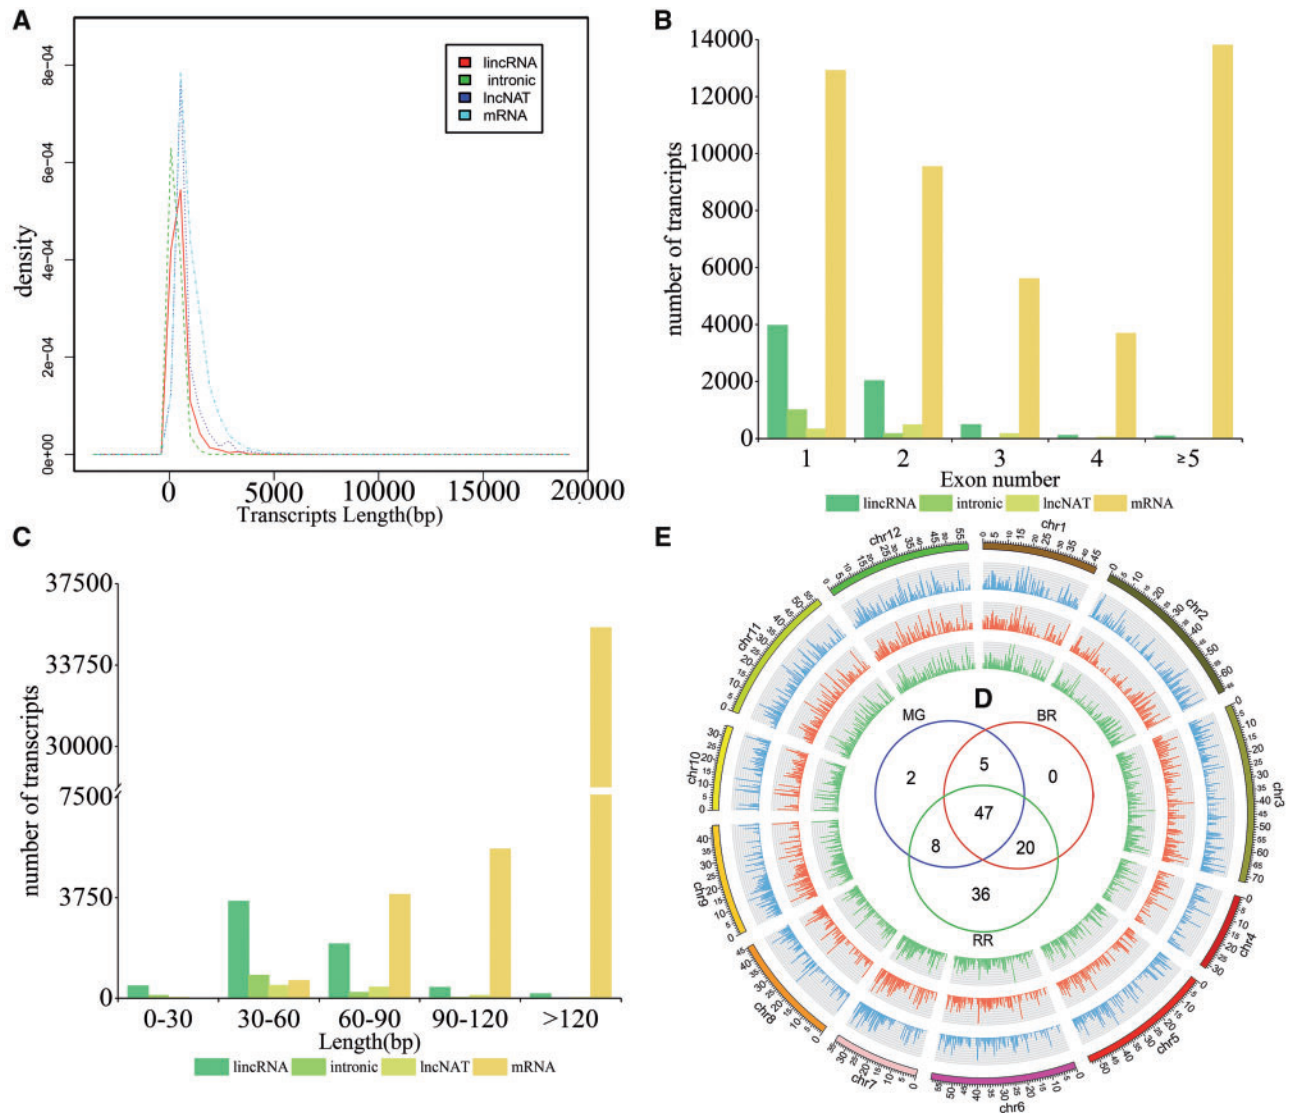 A
density
8e-04
6e-04
4e-04
2e-04
0e+00
0 5000 10000 15000 20000
Transcripts Length(bp)
lincRNA
intronic
lncNAT
mRNA
B
number of trancripts
14000
12000
10000
8000
6000
4000
2000
0
1 2 3 4 ≥5
Exon number
lincRNA intronic lncNAT mRNA
C
number of transcripts
37500
33750
30000
7500
3750
0
0-30 30-60 60-90 90-120 >120
Length(bp)
lincRNA intronic lncNAT mRNA
E
chr1
chr2
chr3
chr4
chr5
chr6
chr7
chr8
chr9
chr10
chr11
chr12
D
MG BR
2 5 0
47
8 20
36
RR